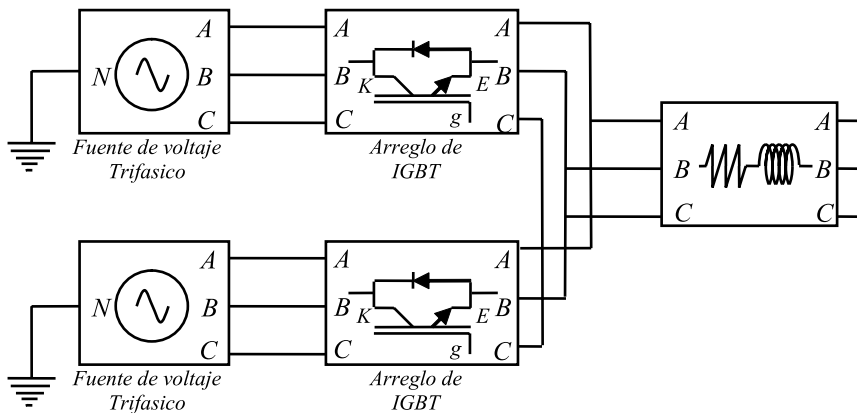 A A A
N B B K E B
C C g C
Fuente de voltaje
Trifasico
Arreglo de
IGBT
A A
B B
C C
A A A
N B B K E B
C C g C
Fuente de voltaje
Trifasico
Arreglo de
IGBT